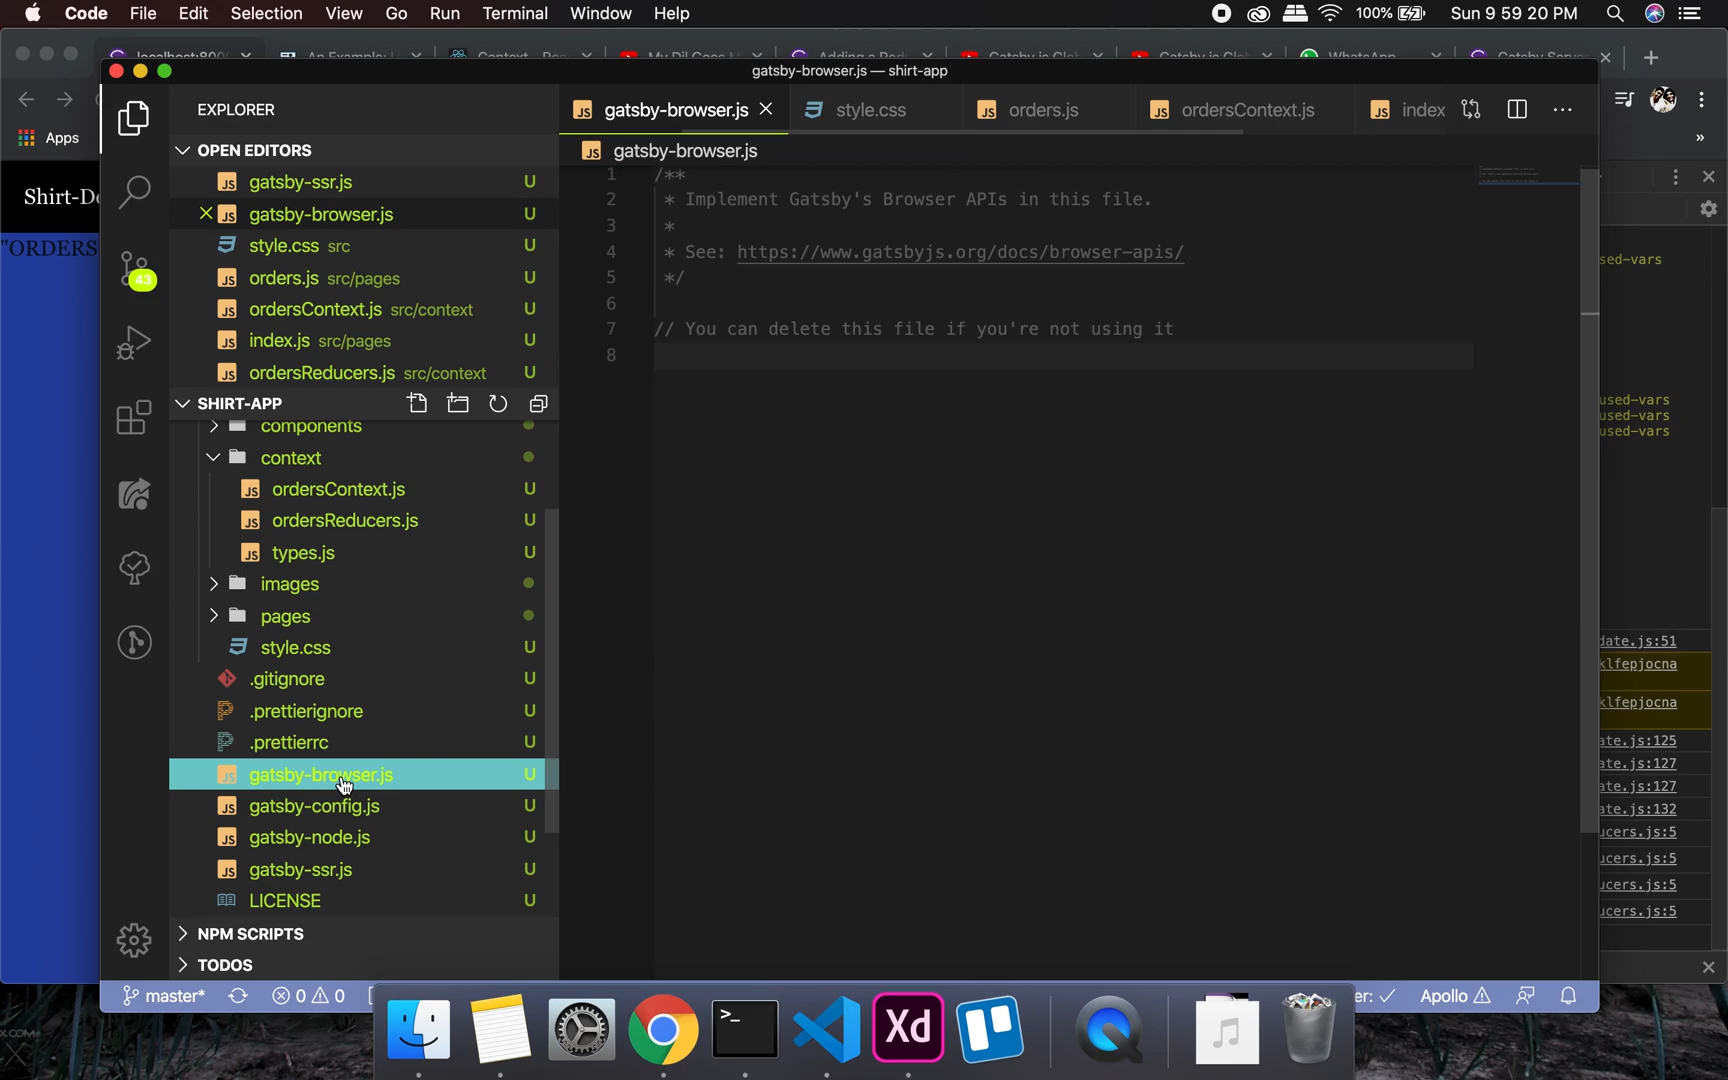 Code File Edit Selection View Go Run Terminal Window Help
100% Sun 9 59 20 PM
WhatsApp
gatsby-browser.js — shirt-app
Apps
EXPLORER
gatsby-browser.js style.css orders.js ordersContext.js index
OPEN EDITORS
gatsby-browser.js
gatsby-ssr.js U
gatsby-browser.js U
style.css src U
orders.js src/pages U
ordersContext.js src/context U
index.js src/pages U
ordersReducers.js src/context U
SHIRT-APP
components
context
ordersContext.js U
ordersReducers.js U
types.js U
images
pages
style.css U
.gitignore U
.prettierignore U
.prettierrc U
gatsby-browser.js U
gatsby-config.js U
gatsby-node.js U
gatsby-ssr.js U
LICENSE U
NPM SCRIPTS
TODOS
43
1 /**
2 * Implement Gatsby's Browser APIs in this file.
3 *
4 * See: https://www.gatsbyjs.org/docs/browser-apis/
5 */
6
7 // You can delete this file if you're not using it
8
Shirt-Do
"ORDERS
sed-vars
used-vars
used-vars
used-vars
date.js:51
klfepjocna
klfepjocna
ate.js:125
ate.js:127
ate.js:127
ate.js:132
ucers.js:5
ucers.js:5
ucers.js:5
ucers.js:5
master* 0 0
er: Apollo
Xd